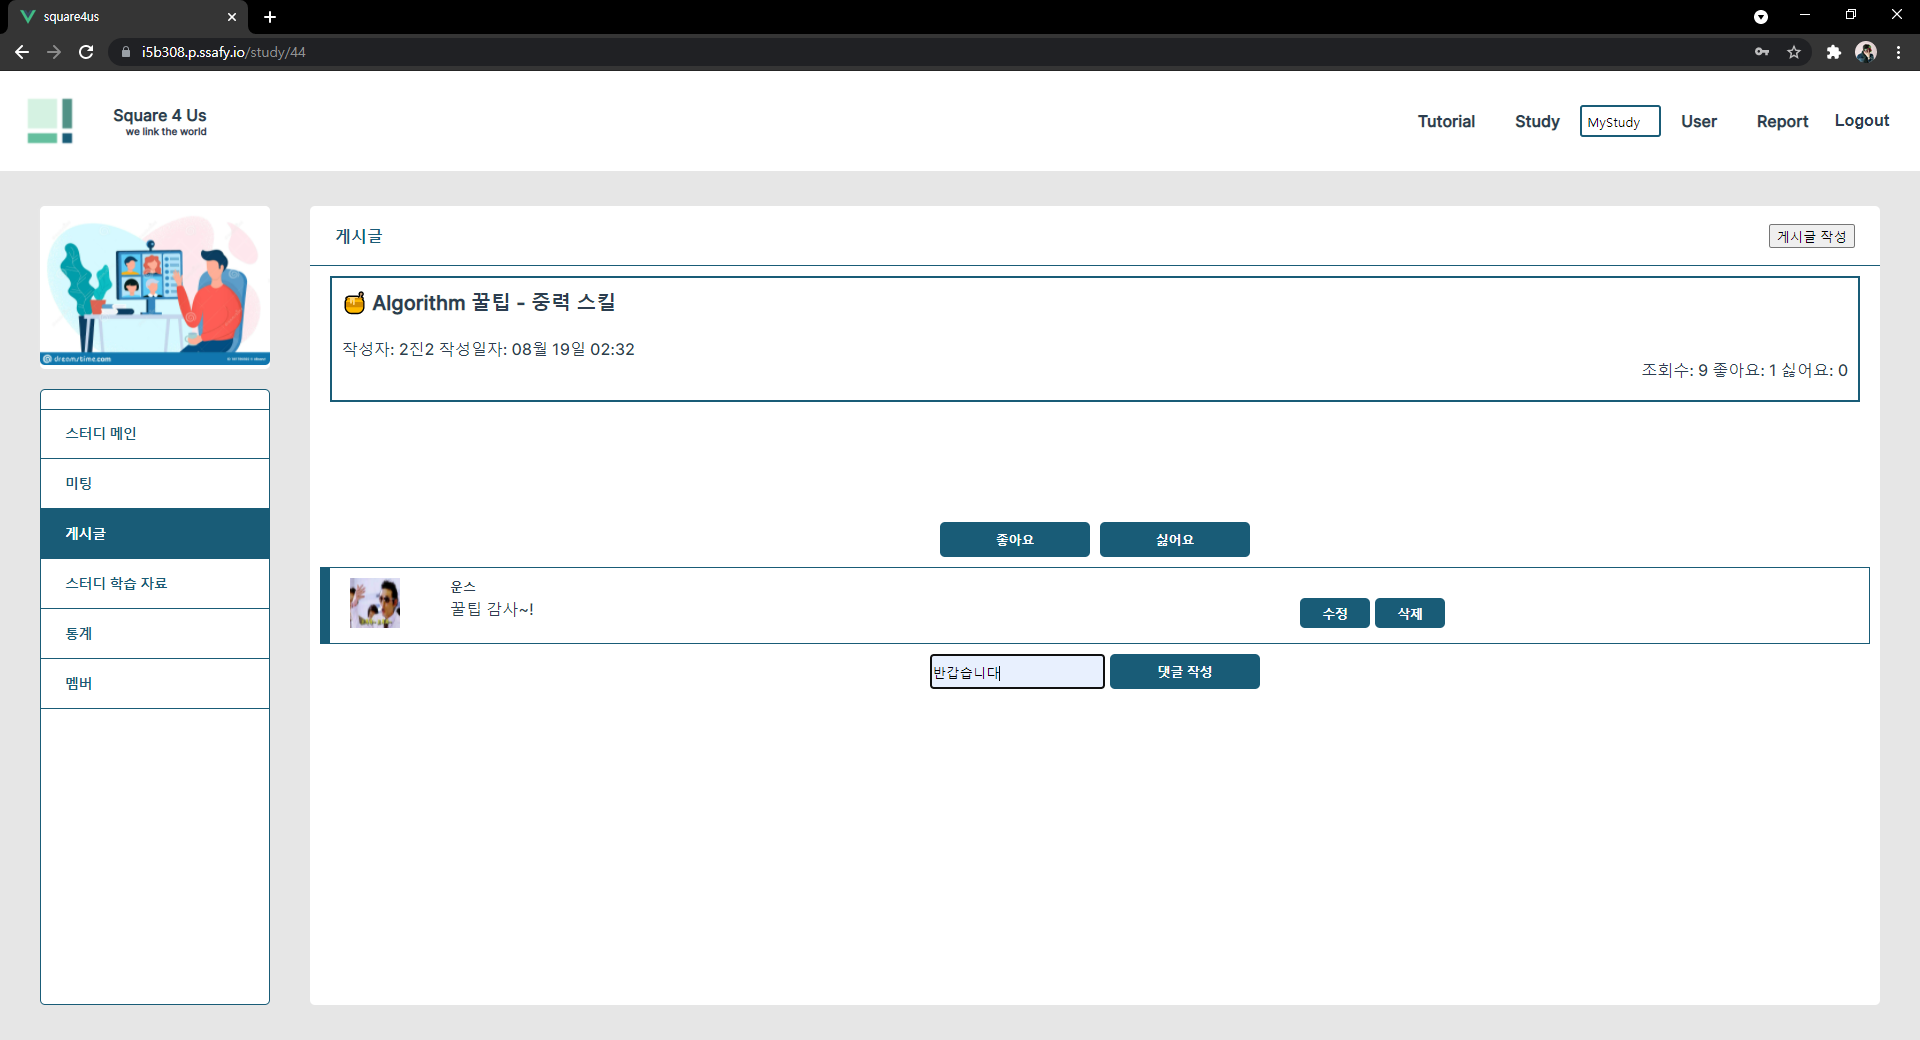 square4us
i5b308.p.ssafy.io/study/44
Square 4 Us
we link the world
Tutorial
Study
MyStudy
User
Report
Logout
dreamstime.com
스터디 메인
미팅
게시글
스터디 학습 자료
통계
멤버
게시글
게시글 작성
Algorithm 꿀팁 - 중력 스킬
작성자: 2진2 작성일자: 08월 19일 02:32
조회수: 9 좋아요: 1 싫어요: 0
좋아요
싫어요
운스
꿀팁 감사~!
수정
삭제
반갑습니다
댓글 작성